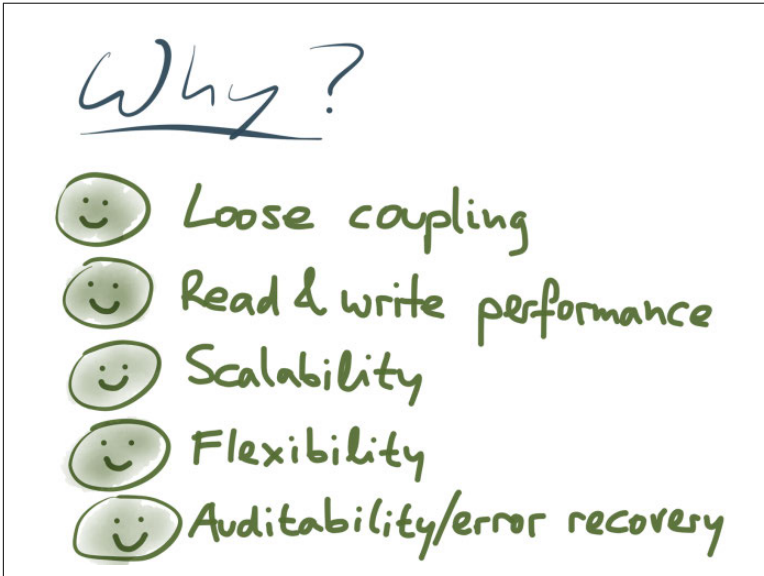 Why?
Loose coupling
Read & write performance
Scalability
Flexibility
Auditability/error recovery